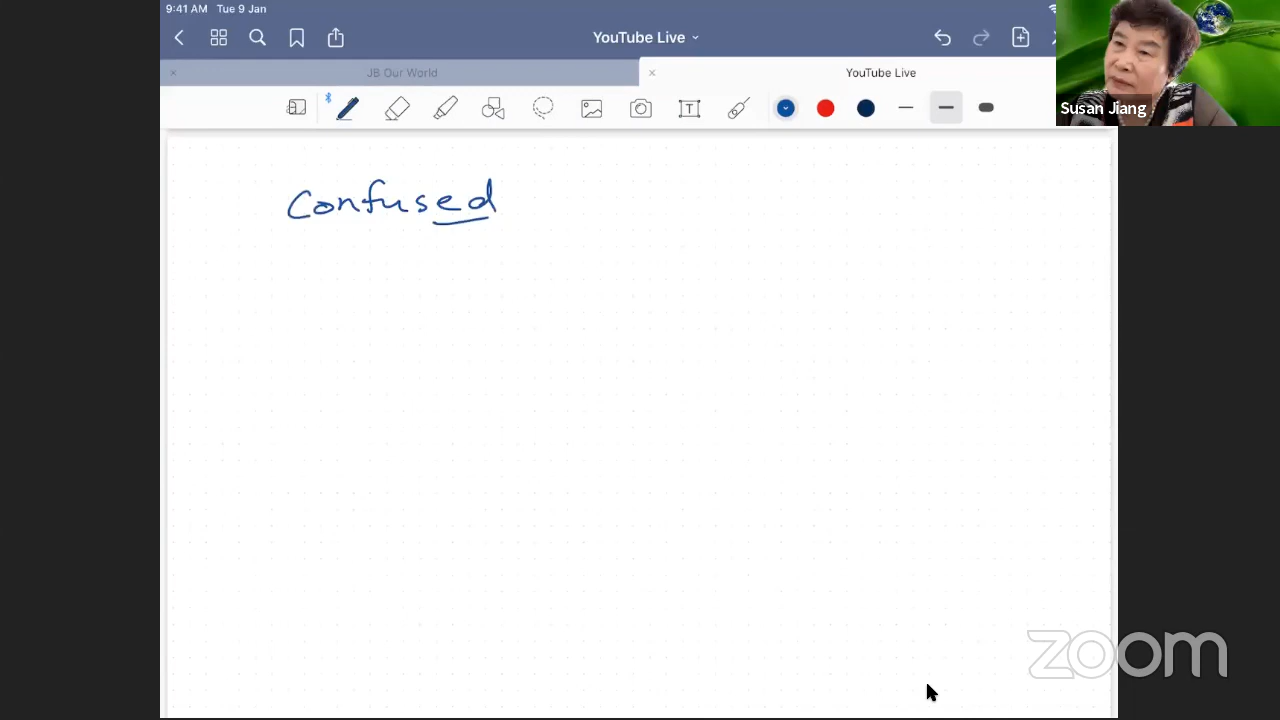 9:41 AM Tue 9 Jan
YouTube Live
JB Our World
YouTube Live
T
Susan Jiang
Confused
zoom